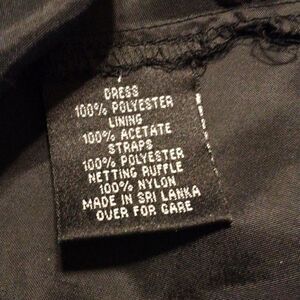 DRESS
100% POLYESTER
LINING
100% ACETATE
STRAPS
100% POLYESTER
NETTING RUFFLE
100% NYLON
MADE IN SRI LANKA
OVER FOR CARE